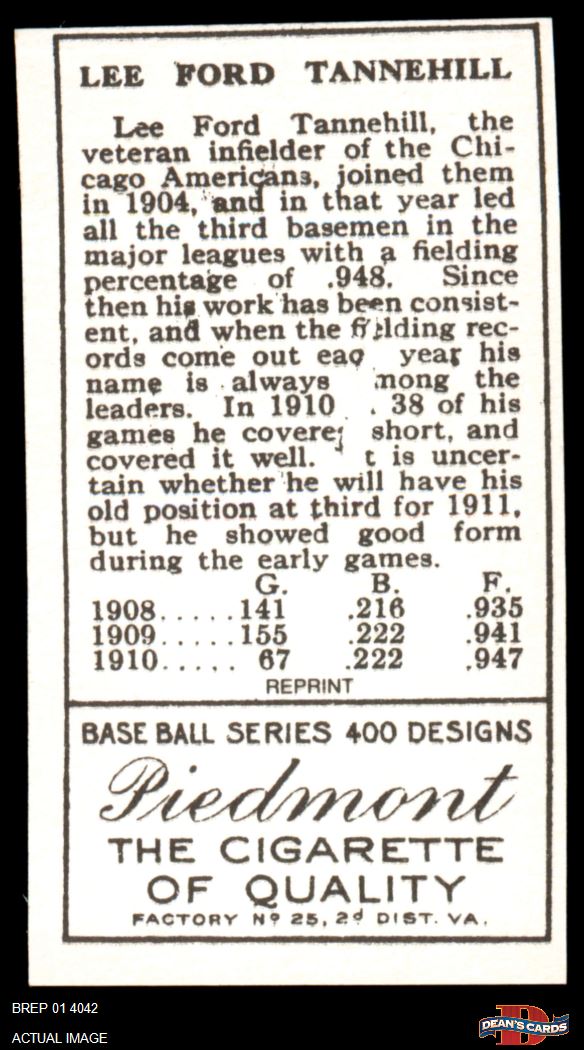 LEE FORD TANNEHILL
Lee Ford Tannehill, the
veteran infielder of the Chi-
cago Americans, joined them
in 1904, and in that year led
all the third basemen in the
major leagues with a fielding
percentage of .948. Since
then his work has been consist-
ent, and when the fi lding rec-
ords come out eac year his
name is always mong the
leaders. In 1910 . 38 of his
games he covere short, and
covered it well. t is uncer-
tain whether he will have his
old position at third for 1911,
but he showed good form
during the early games.
G. B. F.
1908.....141 .216 .935
1909.....155 .222 .941
1910..... 67 .222 .947
REPRINT
BASE BALL SERIES 400 DESIGNS
Piedmont
THE CIGARETTE
OF QUALITY
FACTORY Nº 25, 2d DIST. VA.
BREP 01 4042
ACTUAL IMAGE
D
DEAN'S CARDS